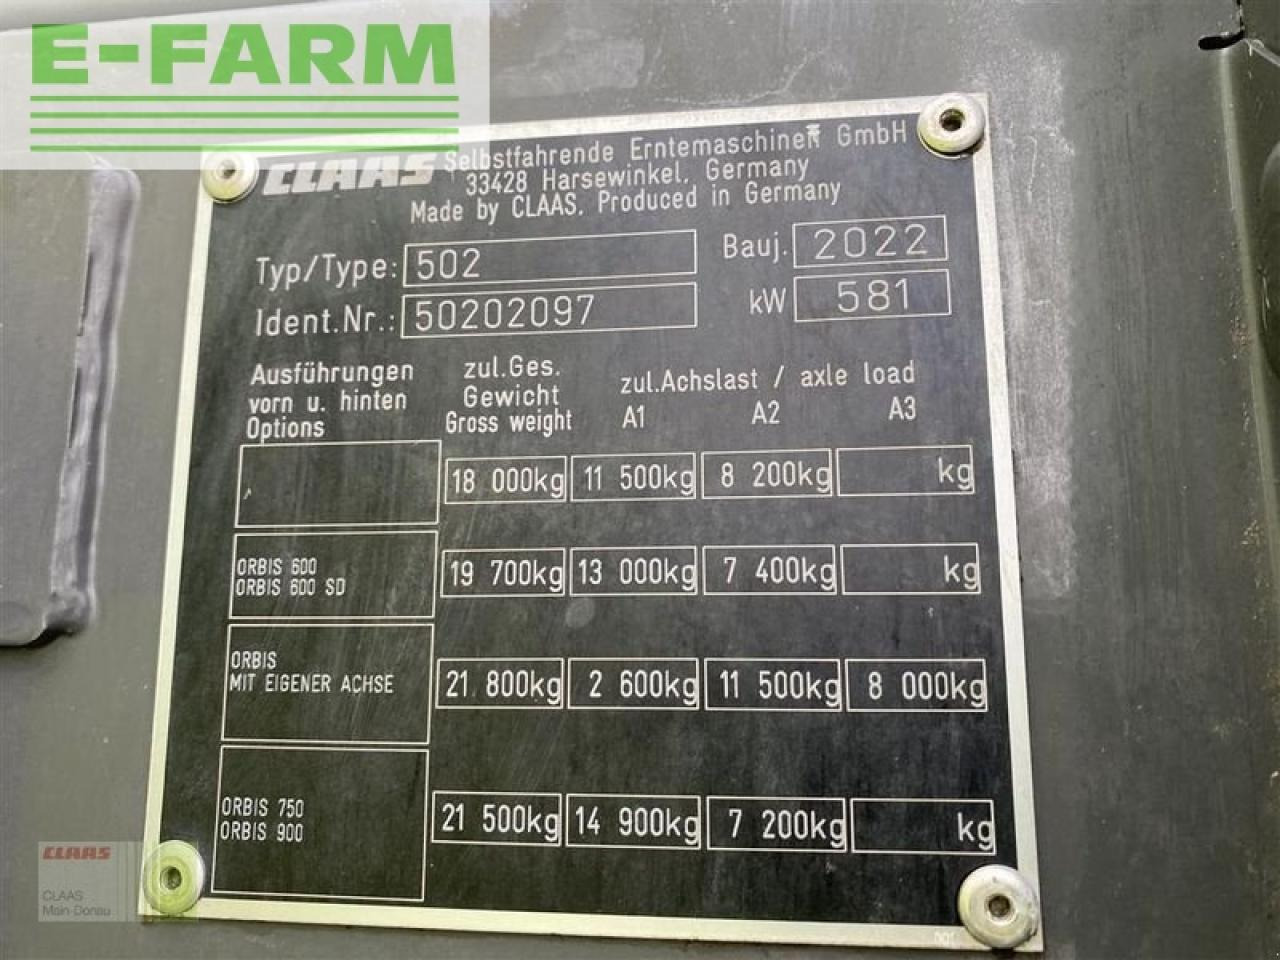 E-FARM
CLAAS Selbstfahrende Erntemaschinen GmbH
33428 Harsewinkel, Germany
Made by CLAAS. Produced in Germany
Typ/Type: 502 Bauj. 2022
Ident.Nr.: 50202097 kW 581
Ausführungen
vorn u. hinten
Options
zul.Ges.
Gewicht
Gross weight
zul.Achslast / axle load
A1 A2 A3
18 000kg 11 500kg 8 200kg kg
ORBIS 600
ORBIS 600 SD
19 700kg 13 000kg 7 400kg kg
ORBIS
MIT EIGENER ACHSE
21 800kg 2 600kg 11 500kg 8 000kg
ORBIS 750
ORBIS 900
21 500kg 14 900kg 7 200kg kg
CLAAS
CLAAS
Main-Donau